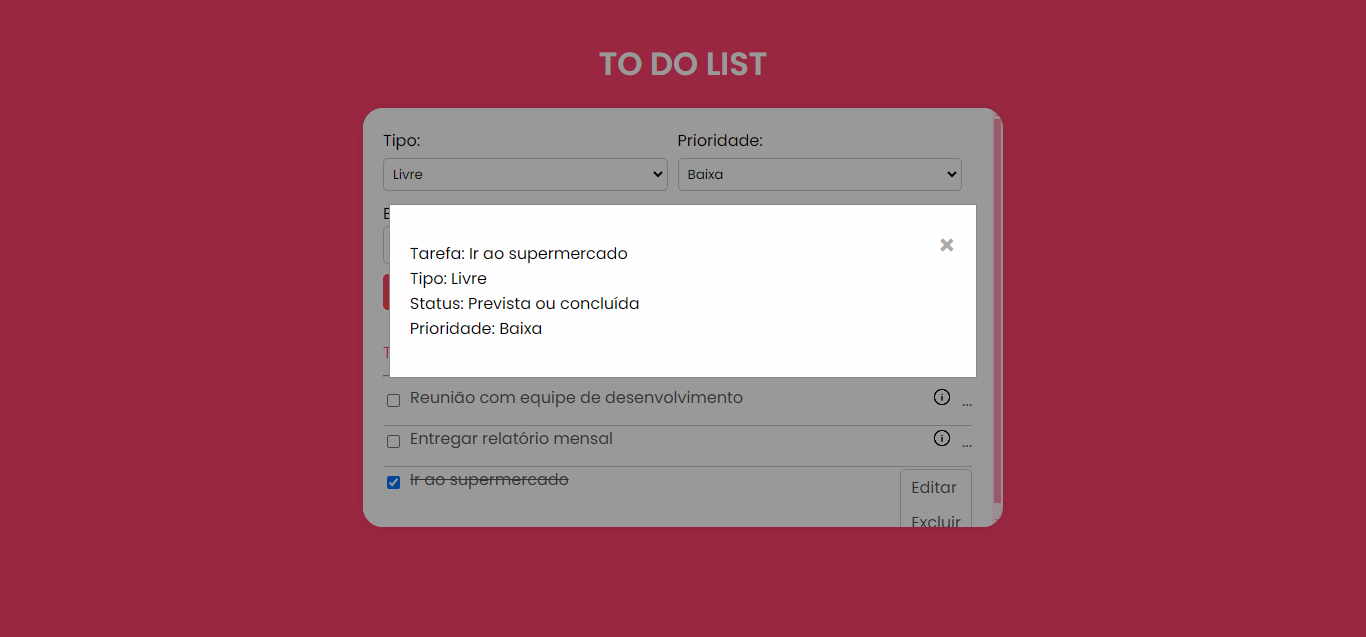 TO DO LIST
Tipo: Prioridade:
Livre Baixa
Tarefa: Ir ao supermercado
Tipo: Livre
Status: Prevista ou concluída
Prioridade: Baixa
Reunião com equipe de desenvolvimento ...
Entregar relatório mensal ...
Ir ao supermercado
Editar
Excluir